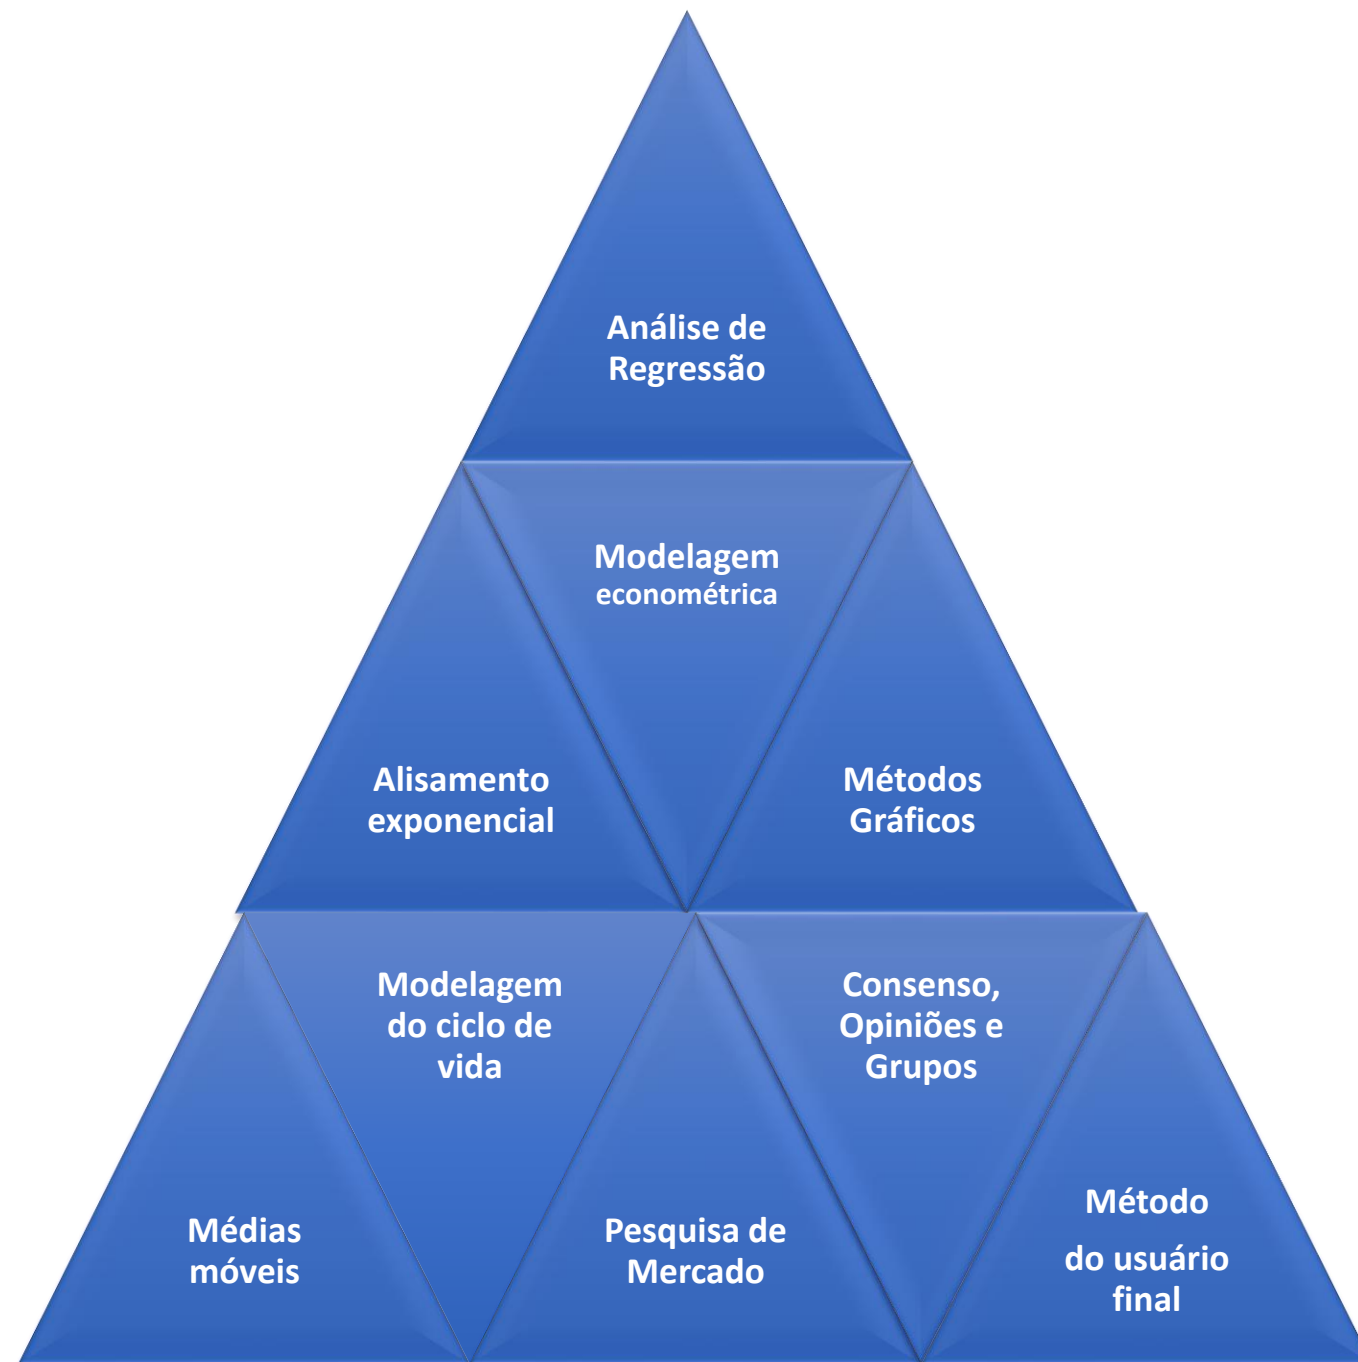 Análise de
Regressão
Modelagem
econométrica
Alisamento
exponencial
Métodos
Gráficos
Modelagem
do ciclo de
vida
Consenso,
Opiniões e
Grupos
Médias
móveis
Pesquisa de
Mercado
Método
do usuário
final